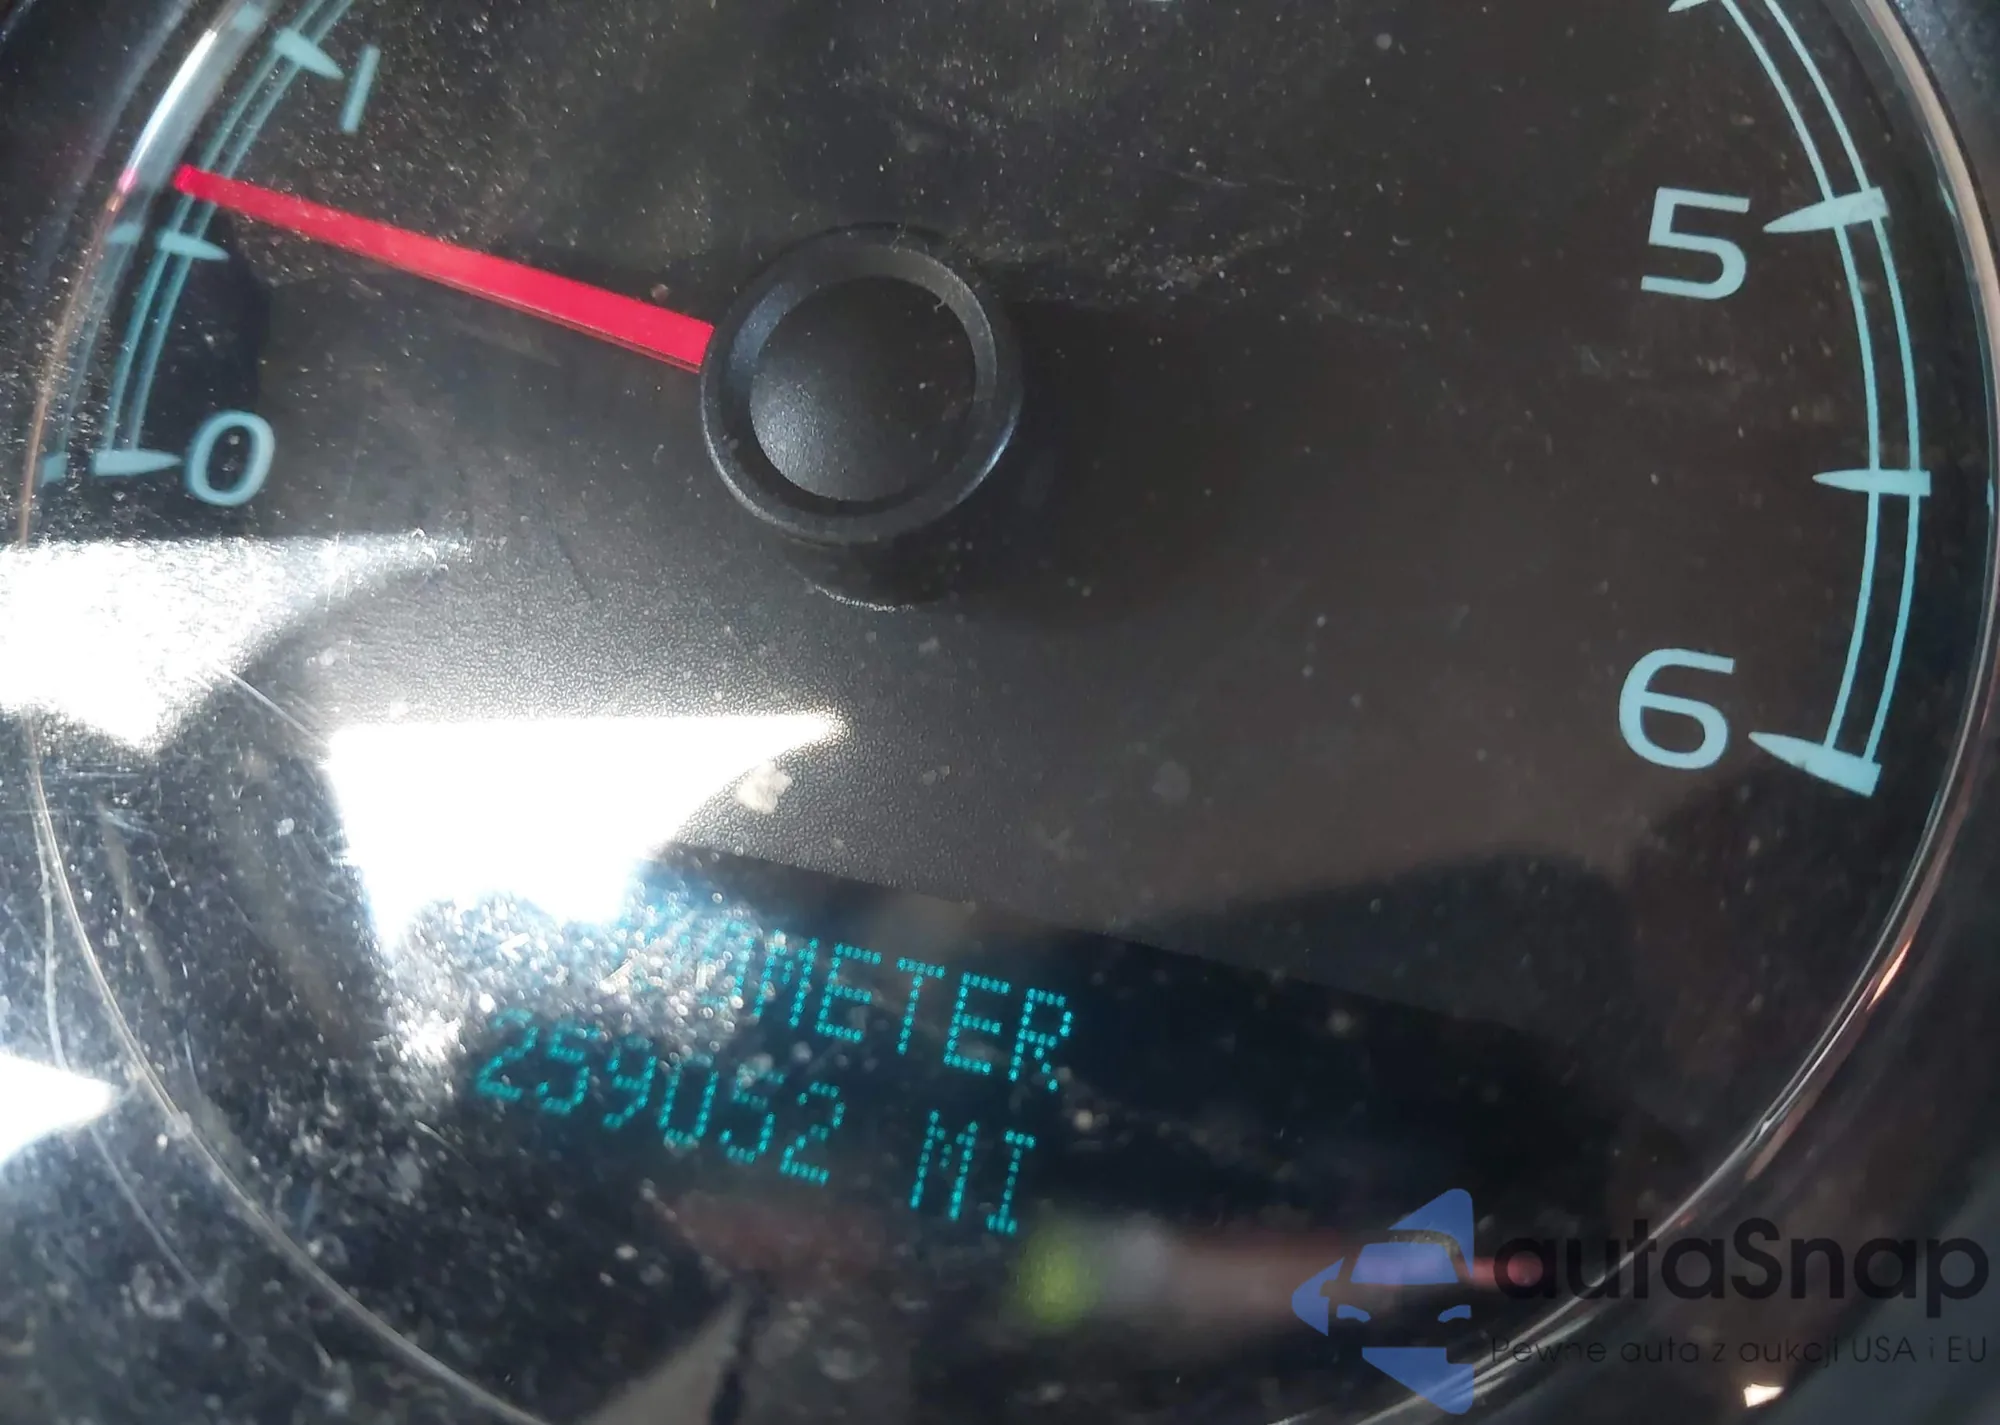 1
0
5
6
ODOMETER
259052 MI
autaSnap
Pewne auta z aukcji USA i EU